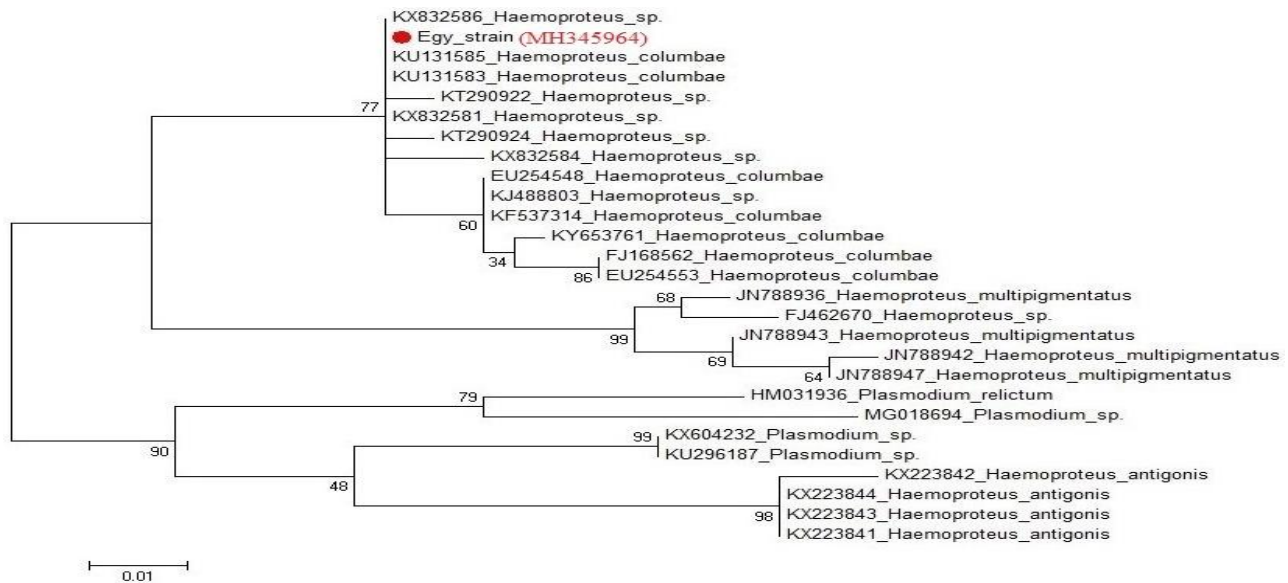 KX832586_Haemoproteus_sp.
Egy_strain (MH345964)
KU131585_Haemoproteus_columbae
KU131583_Haemoproteus_columbae
KT290922_Haemoproteus_sp.
77
KX832581_Haemoproteus_sp.
KT290924_Haemoproteus_sp.
KX832584_Haemoproteus_sp.
EU254548_Haemoproteus_columbae
KJ488803_Haemoproteus_sp.
KF537314_Haemoproteus_columbae
60
KY653761_Haemoproteus_columbae
34
FJ168562_Haemoproteus_columbae
86
EU254553_Haemoproteus_columbae
JN788936_Haemoproteus_multipigmentatus
68
FJ462670_Haemoproteus_sp.
99
JN788943_Haemoproteus_multipigmentatus
69
JN788942_Haemoproteus_multipigmentatus
64
JN788947_Haemoproteus_multipigmentatus
HM031936_Plasmodium_relictum
79
MG018694_Plasmodium_sp.
90
99
KX604232_Plasmodium_sp.
KU296187_Plasmodium_sp.
48
KX223842_Haemoproteus_antigonis
KX223844_Haemoproteus_antigonis
98
KX223843_Haemoproteus_antigonis
KX223841_Haemoproteus_antigonis
0.01